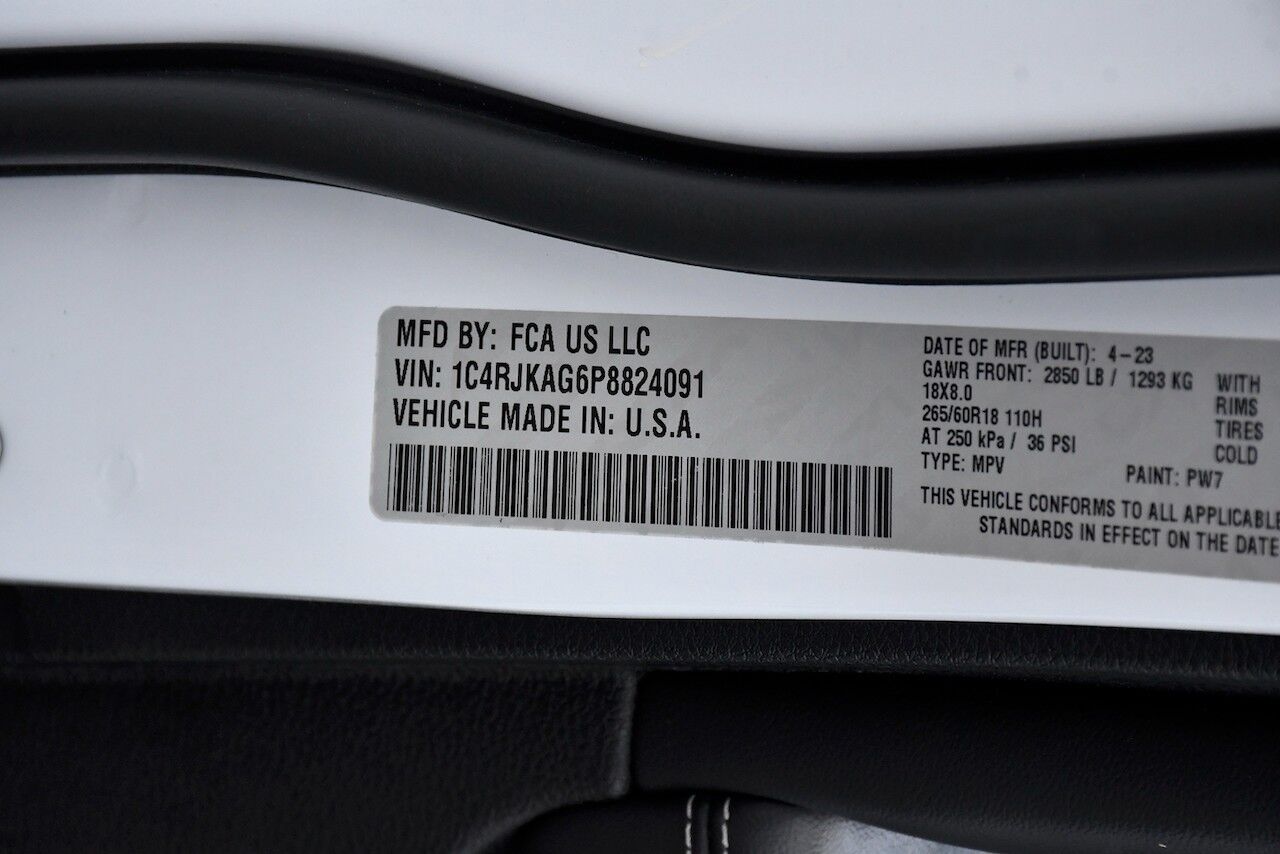 MFD BY: FCA US LLC
VIN: 1C4RJKAG6P8824091
VEHICLE MADE IN: U.S.A.
DATE OF MFR (BUILT): 4-23
GAWR FRONT: 2850 LB / 1293 KG WITH
18X8.0 RIMS
265/60R18 110H TIRES
AT 250 kPa / 36 PSI COLD
TYPE: MPV PAINT: PW7
THIS VEHICLE CONFORMS TO ALL APPLICABLE
STANDARDS IN EFFECT ON THE DATE